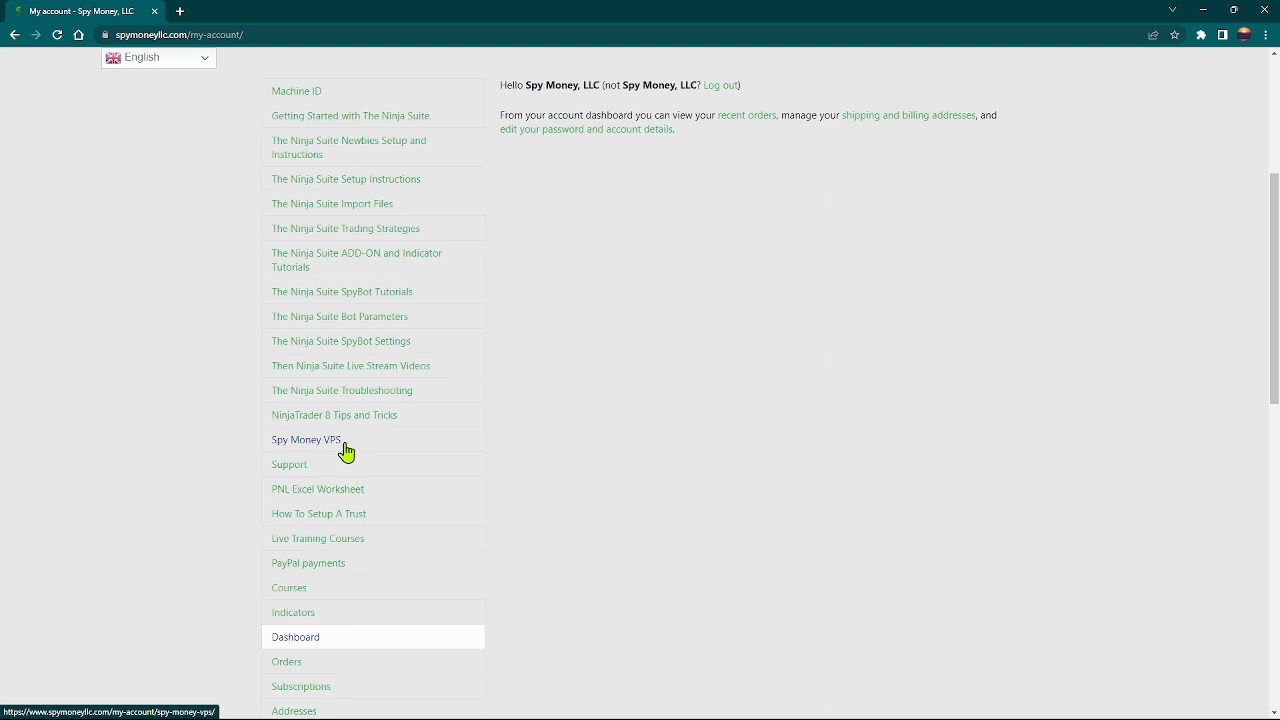 My account - Spy Money, LLC
spymoneyllc.com/my-account/
English
Machine ID
Getting Started with The Ninja Suite
The Ninja Suite Newbies Setup and
Instructions
The Ninja Suite Setup Instructions
The Ninja Suite Import Files
The Ninja Suite Trading Strategies
The Ninja Suite ADD-ON and Indicator
Tutorials
The Ninja Suite SpyBot Tutorials
The Ninja Suite Bot Parameters
The Ninja Suite SpyBot Settings
Then Ninja Suite Live Stream Videos
The Ninja Suite Troubleshooting
NinjaTrader 8 Tips and Tricks
Spy Money VPS
Support
PNL Excel Worksheet
How To Setup A Trust
Live Training Courses
PayPal payments
Courses
Indicators
Dashboard
Orders
Subscriptions
Addresses
Hello Spy Money, LLC (not Spy Money, LLC? Log out)
From your account dashboard you can view your recent orders, manage your shipping and billing addresses, and
edit your password and account details.
https://www.spymoneyllc.com/my-account/spy-money-vps/